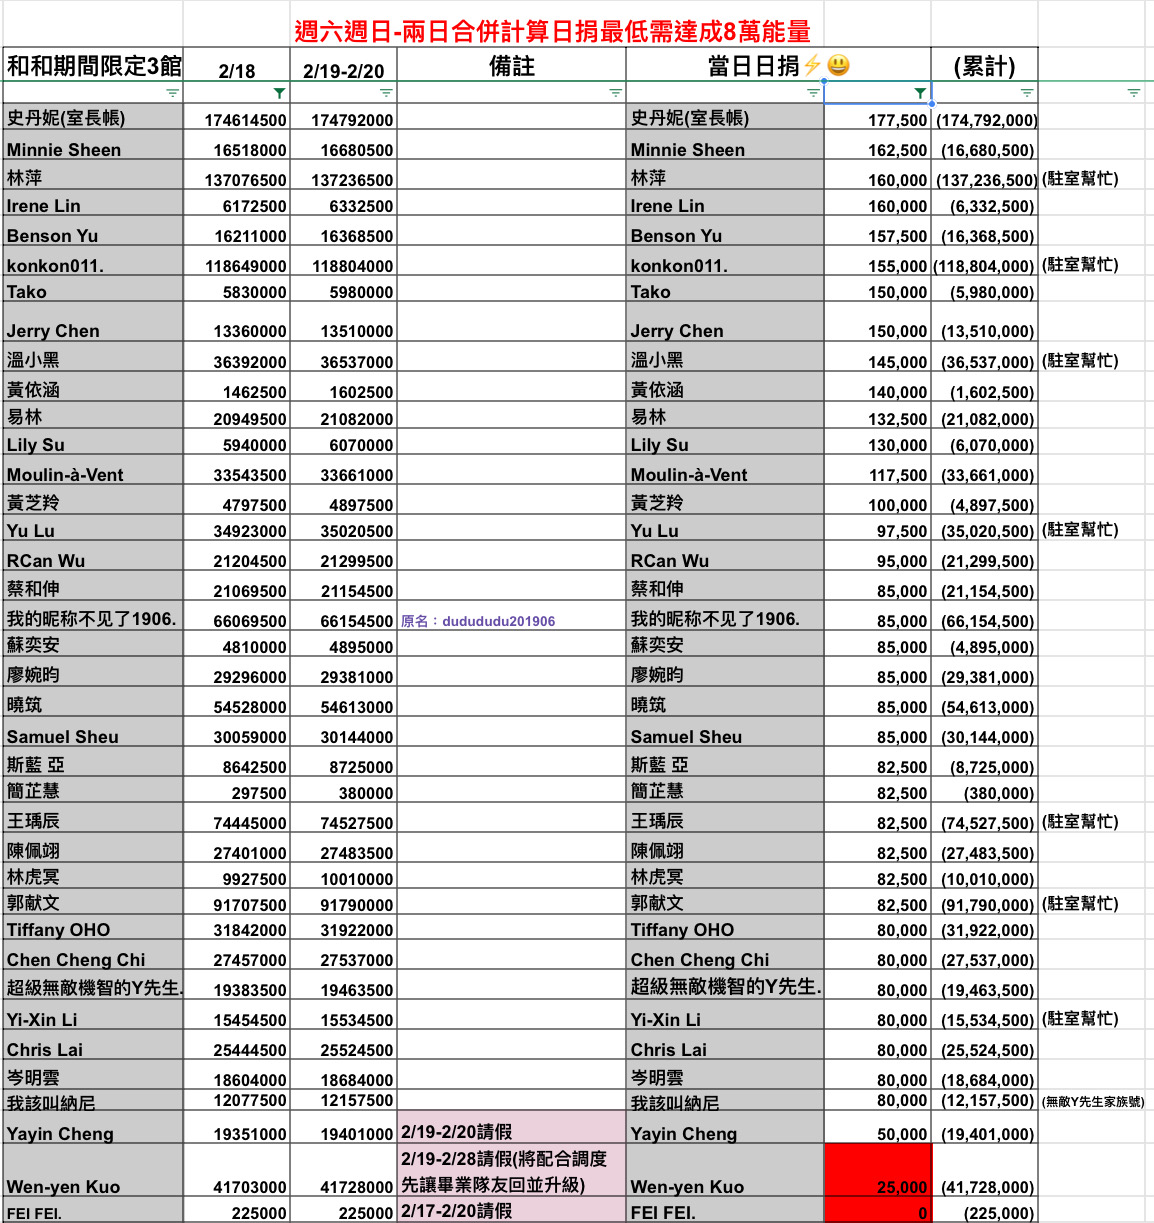 週六週日-兩日合併計算日捐最低需達成8萬能量
和和期間限定3館 2/18 2/19-2/20 備註 當日日捐⚡😃 (累計)
史丹妮(室長帳) 174614500 174792000 史丹妮(室長帳) 177,500 (174,792,000)
Minnie Sheen 16518000 16680500 Minnie Sheen 162,500 (16,680,500)
林萍 137076500 137236500 林萍 160,000 (137,236,500) (駐室幫忙)
Irene Lin 6172500 6332500 Irene Lin 160,000 (6,332,500)
Benson Yu 16211000 16368500 Benson Yu 157,500 (16,368,500)
konkon011. 118649000 118804000 konkon011. 155,000 (118,804,000) (駐室幫忙)
Tako 5830000 5980000 Tako 150,000 (5,980,000)
Jerry Chen 13360000 13510000 Jerry Chen 150,000 (13,510,000)
溫小黑 36392000 36537000 溫小黑 145,000 (36,537,000) (駐室幫忙)
黃依涵 1462500 1602500 黃依涵 140,000 (1,602,500)
易林 20949500 21082000 易林 132,500 (21,082,000)
Lily Su 5940000 6070000 Lily Su 130,000 (6,070,000)
Moulin-à-Vent 33543500 33661000 Moulin-à-Vent 117,500 (33,661,000)
黃芝羚 4797500 4897500 黃芝羚 100,000 (4,897,500)
Yu Lu 34923000 35020500 Yu Lu 97,500 (35,020,500) (駐室幫忙)
RCan Wu 21204500 21299500 RCan Wu 95,000 (21,299,500)
蔡和伸 21069500 21154500 蔡和伸 85,000 (21,154,500)
我的昵称不见了1906. 66069500 66154500 原名：dudududu201906 我的昵称不见了1906. 85,000 (66,154,500)
蘇奕安 4810000 4895000 蘇奕安 85,000 (4,895,000)
廖婉昀 29296000 29381000 廖婉昀 85,000 (29,381,000)
曉筑 54528000 54613000 曉筑 85,000 (54,613,000)
Samuel Sheu 30059000 30144000 Samuel Sheu 85,000 (30,144,000)
斯藍 亞 8642500 8725000 斯藍 亞 82,500 (8,725,000)
簡芷慧 297500 380000 簡芷慧 82,500 (380,000)
王瑀辰 74445000 74527500 王瑀辰 82,500 (74,527,500) (駐室幫忙)
陳佩翊 27401000 27483500 陳佩翊 82,500 (27,483,500)
林虎冥 9927500 10010000 林虎冥 82,500 (10,010,000)
郭献文 91707500 91790000 郭献文 82,500 (91,790,000) (駐室幫忙)
Tiffany OHO 31842000 31922000 Tiffany OHO 80,000 (31,922,000)
Chen Cheng Chi 27457000 27537000 Chen Cheng Chi 80,000 (27,537,000)
超級無敵機智的Y先生. 19383500 19463500 超級無敵機智的Y先生. 80,000 (19,463,500)
Yi-Xin Li 15454500 15534500 Yi-Xin Li 80,000 (15,534,500) (駐室幫忙)
Chris Lai 25444500 25524500 Chris Lai 80,000 (25,524,500)
岑明雲 18604000 18684000 岑明雲 80,000 (18,684,000)
我該叫納尼 12077500 12157500 我該叫納尼 80,000 (12,157,500) (無敵Y先生家族號)
Yayin Cheng 19351000 19401000 2/19-2/20請假 Yayin Cheng 50,000 (19,401,000)
2/19-2/28請假(將配合調度
Wen-yen Kuo 41703000 41728000 先讓畢業隊友回並升級) Wen-yen Kuo 25,000 (41,728,000)
FEI FEI. 225000 225000 2/17-2/20請假 FEI FEI. 0 (225,000)